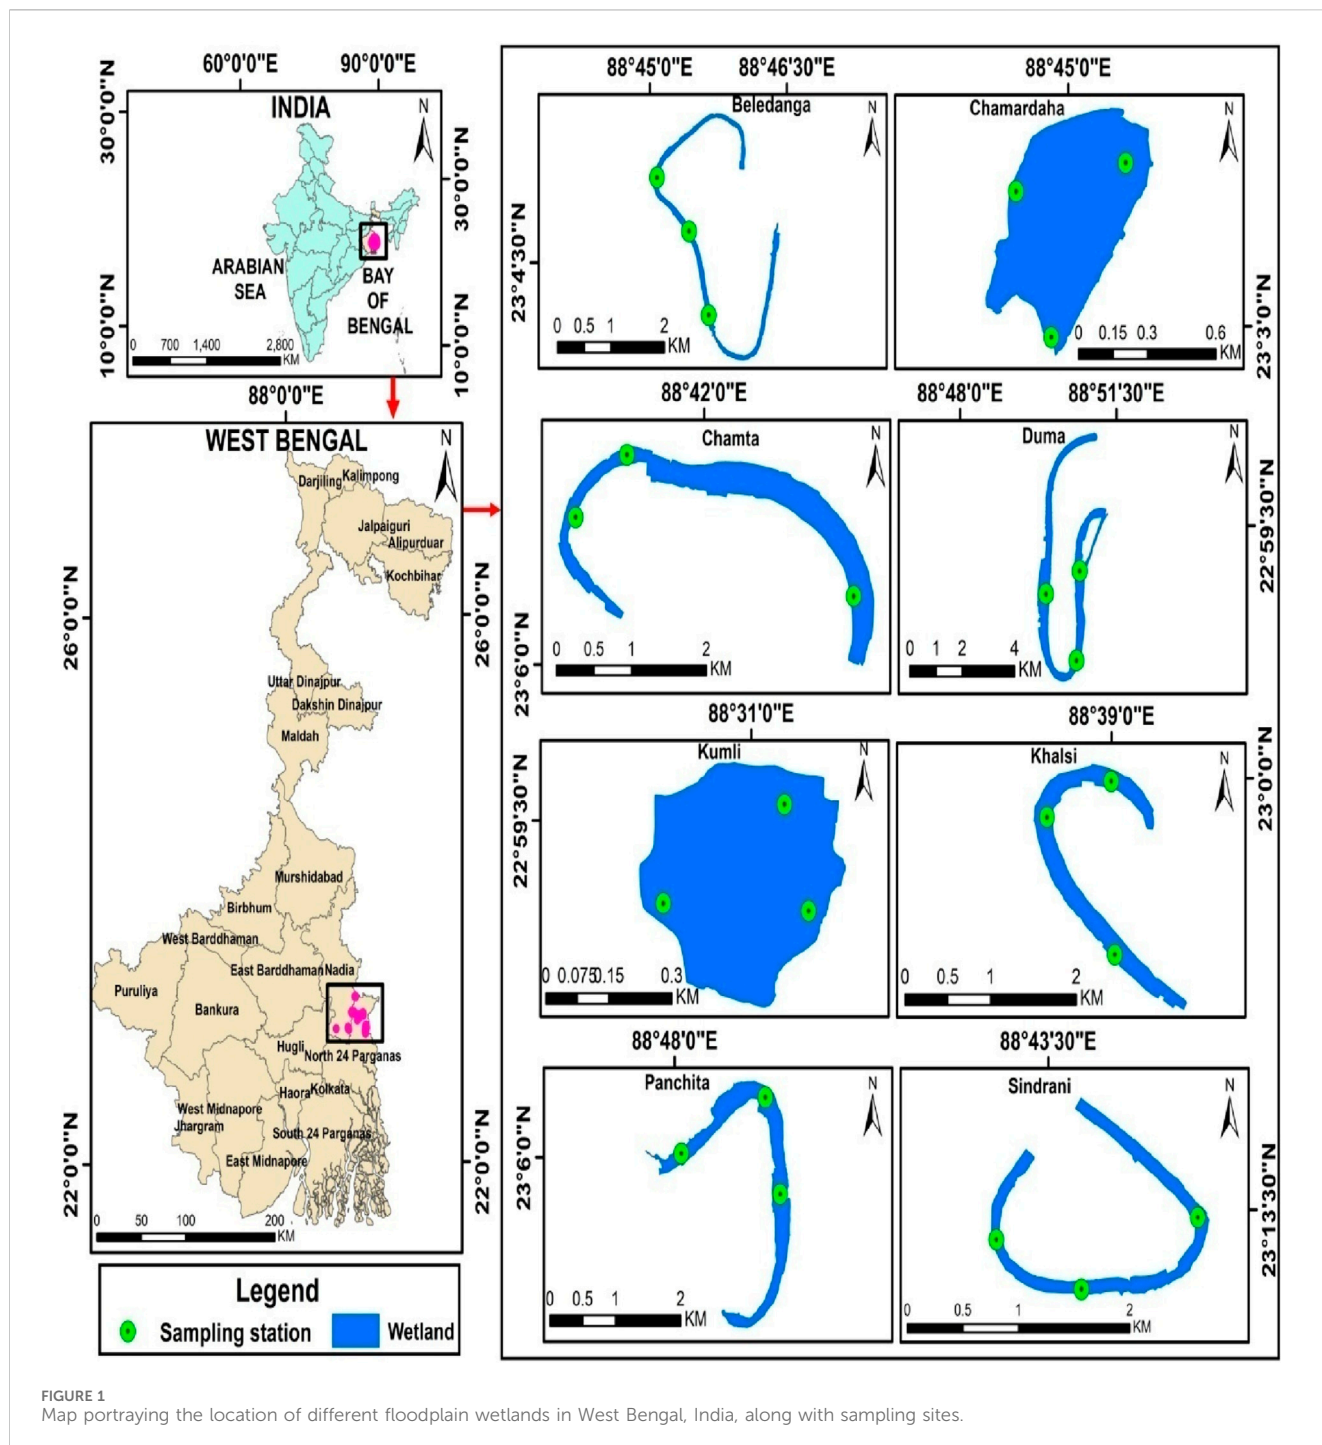 60°0'0"E 90°0'0"E
30°0'0"N
INDIA
N
30°0'0"N
ARABIAN
SEA
BAY
OF
BENGAL
10°0'0"N
0 700 1,400 2,800
KM
10°0'0"N
88°0'0"E
WEST BENGAL
N
Darjiling
Kalimpong
Jalpaiguri
Alipurduar
Kochbihar
26°0'0"N
26°0'0"N
Uttar Dinajpur
Dakshin Dinajpur
Maldah
Murshidabad
Birbhum
West Barddhaman
East Barddhaman
Nadia
Puruliya
Bankura
Hugli
North 24 Parganas
Haora
Kolkata
West Midnapore
Jhargram
South 24 Parganas
East Midnapore
22°0'0"N
22°0'0"N
0 50 100 200
KM
Legend
Sampling station
Wetland
88°45'0"E 88°46'30"E
Beledanga
N
23°4'30"N
0 0.5 1 2
KM
88°45'0"E
Chamardaha
N
0 0.15 0.3 0.6
KM
23°3'0"N
88°42'0"E
Chamta
N
23°6'0"N
0 0.5 1 2
KM
88°48'0"E 88°51'30"E
Duma
N
22°59'30"N
0 1 2 4
KM
88°31'0"E
Kumli
N
22°59'30"N
0 0.075 0.15 0.3
KM
88°39'0"E
Khalsi
N
23°0'0"N
0 0.5 1 2
KM
88°48'0"E
Panchita
N
23°6'0"N
0 0.5 1 2
KM
88°43'30"E
Sindrani
N
23°13'30"N
0 0.5 1 2
KM
FIGURE 1
Map portraying the location of different floodplain wetlands in West Bengal, India, along with sampling sites.